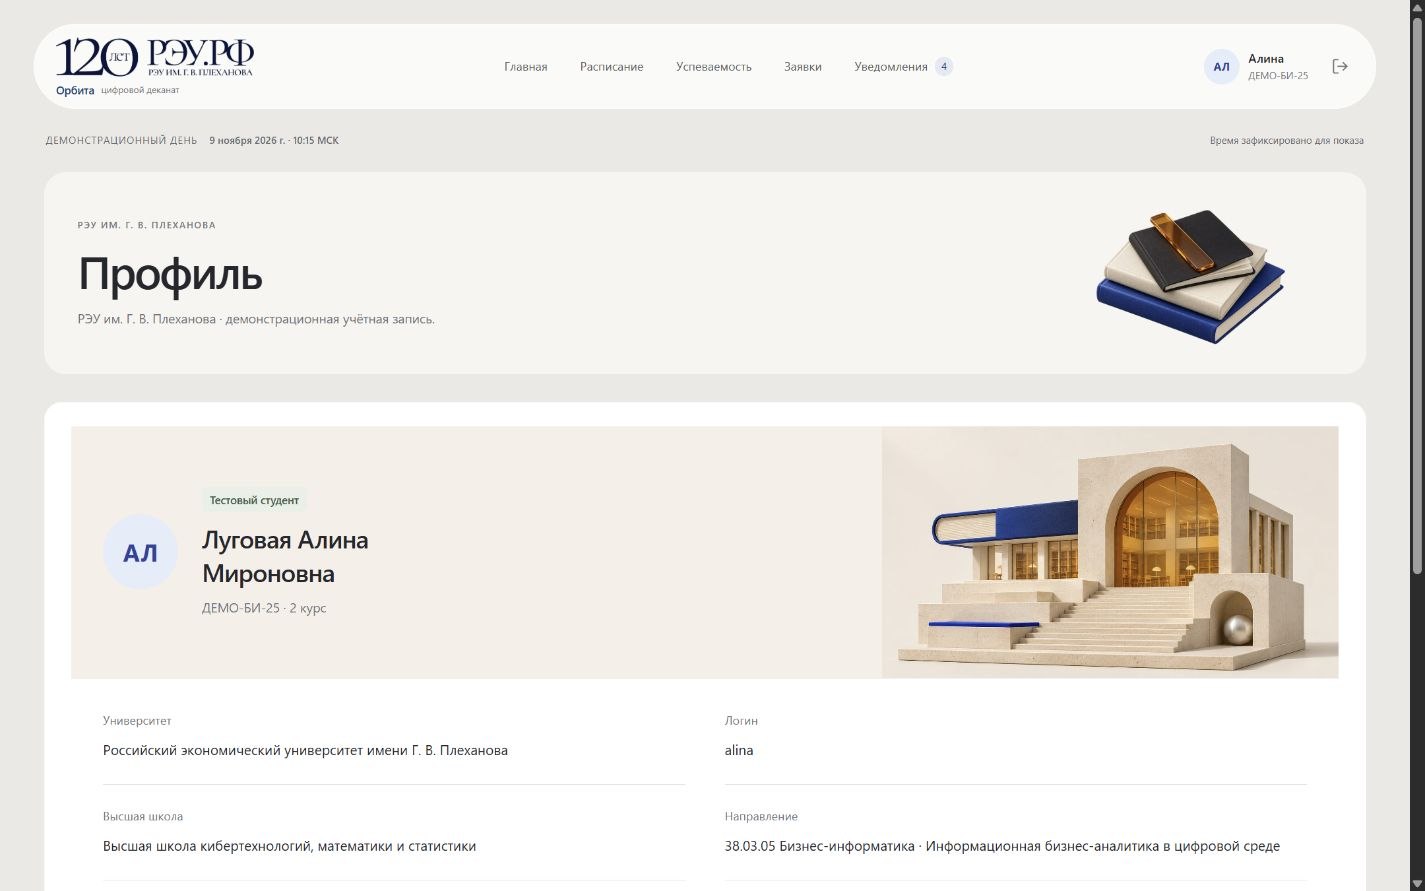 120 ЛЕТ РЭУ.РФ
РЭУ ИМ. Г. В. ПЛЕХАНОВА
Орбита цифровой деканат
Главная Расписание Успеваемость Заявки Уведомления 4
АЛ Алина
ДЕМО-БИ-25
ДЕМОНСТРАЦИОННЫЙ ДЕНЬ 9 ноября 2026 г. · 10:15 МСК
Время зафиксировано для показа
РЭУ ИМ. Г. В. ПЛЕХАНОВА
Профиль
РЭУ им. Г. В. Плеханова · демонстрационная учётная запись.
АЛ
Тестовый студент
Луговая Алина
Мироновна
ДЕМО-БИ-25 · 2 курс
Университет
Российский экономический университет имени Г. В. Плеханова
Логин
alina
Высшая школа
Высшая школа кибертехнологий, математики и статистики
Направление
38.03.05 Бизнес-информатика · Информационная бизнес-аналитика в цифровой среде